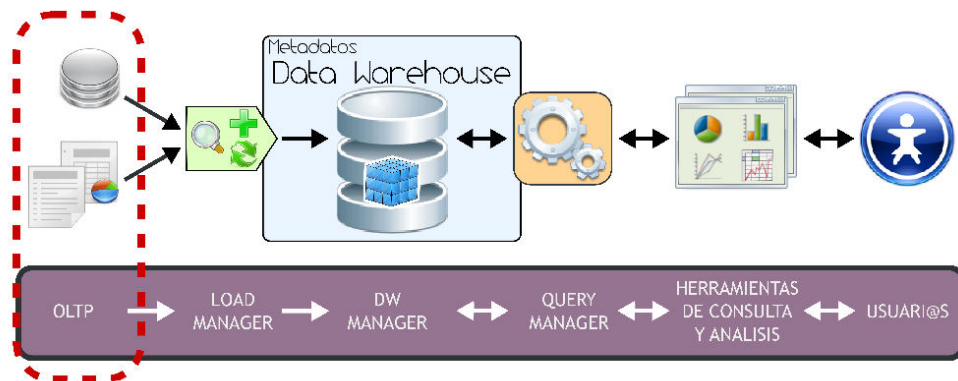 Metadatos
Data Warehouse
OLTP
LOAD
MANAGER
DW
MANAGER
QUERY
MANAGER
HERRAMIENTAS
DE CONSULTA
Y ANALISIS
USUARI@S